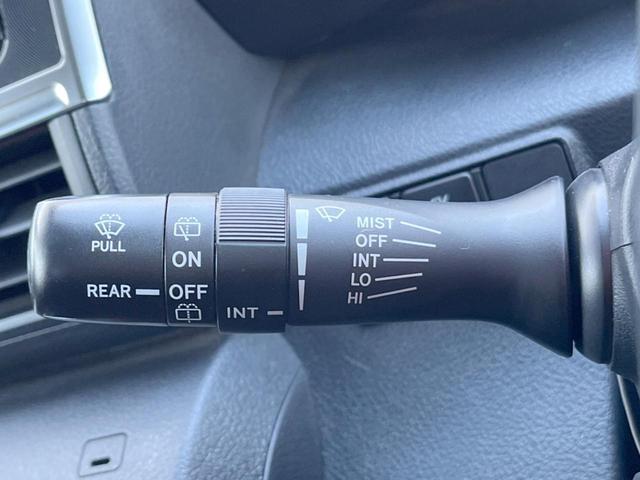 PULL
REAR
ON
OFF
INT
MIST
OFF
INT
LO
HI